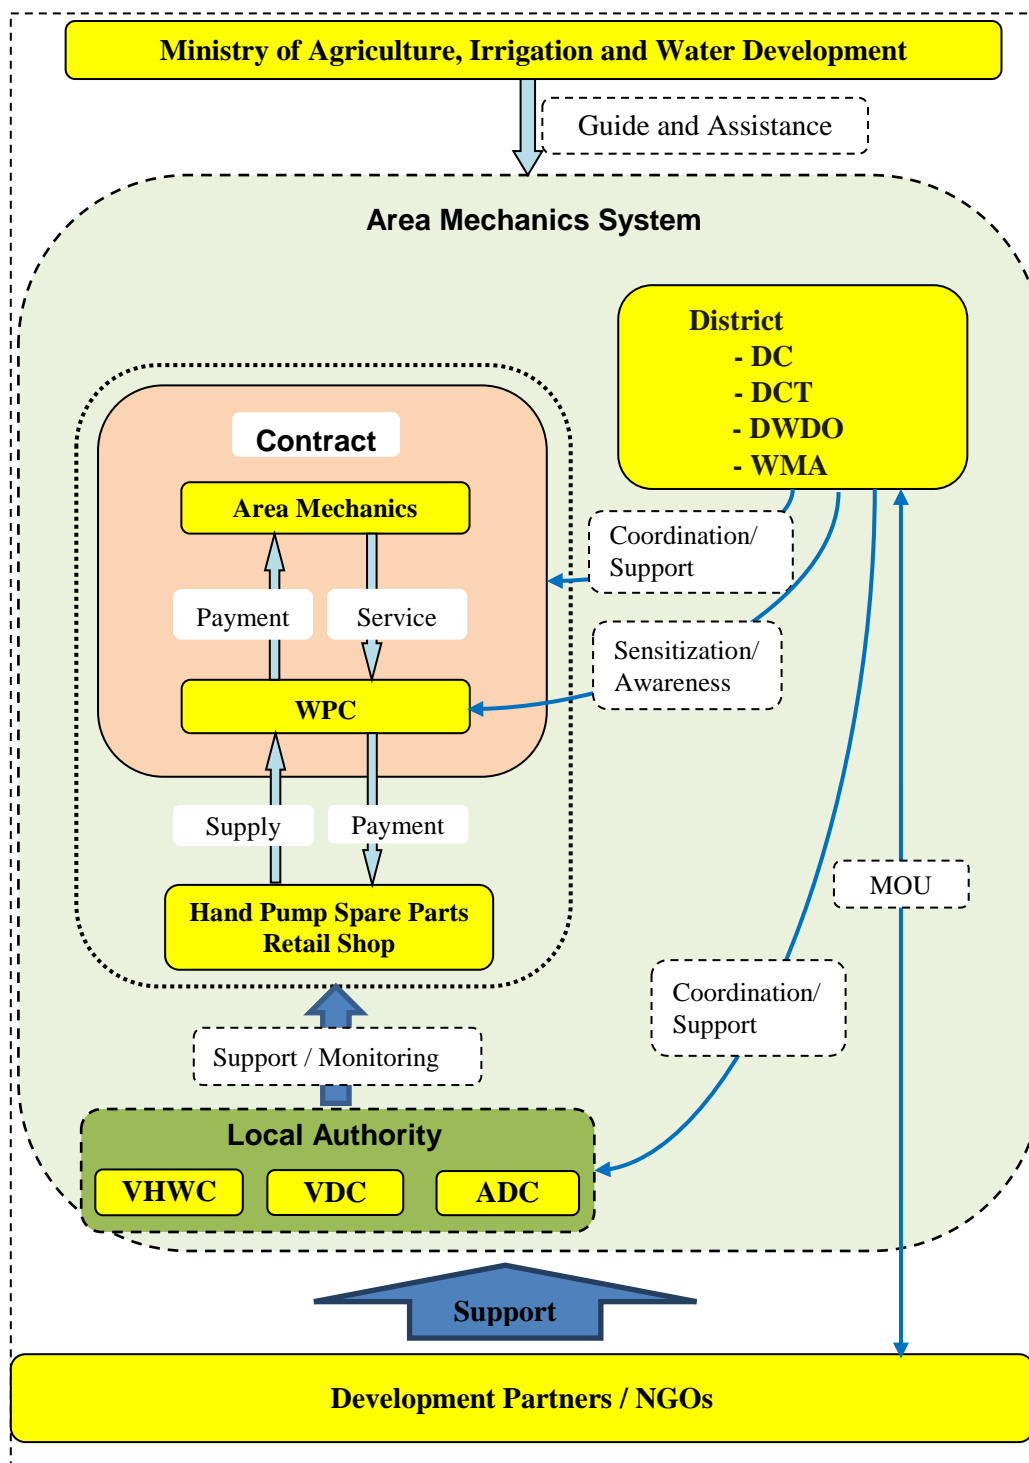 Ministry of Agriculture, Irrigation and Water Development
Guide and Assistance
Area Mechanics System
District
- DC
- DCT
- DWDO
- WMA
Contract
Area Mechanics
Coordination/
Support
Payment
Service
Sensitization/
Awareness
WPC
Supply
Payment
MOU
Hand Pump Spare Parts
Retail Shop
Coordination/
Support
Support / Monitoring
Local Authority
VHWC
VDC
ADC
Support
Development Partners / NGOs